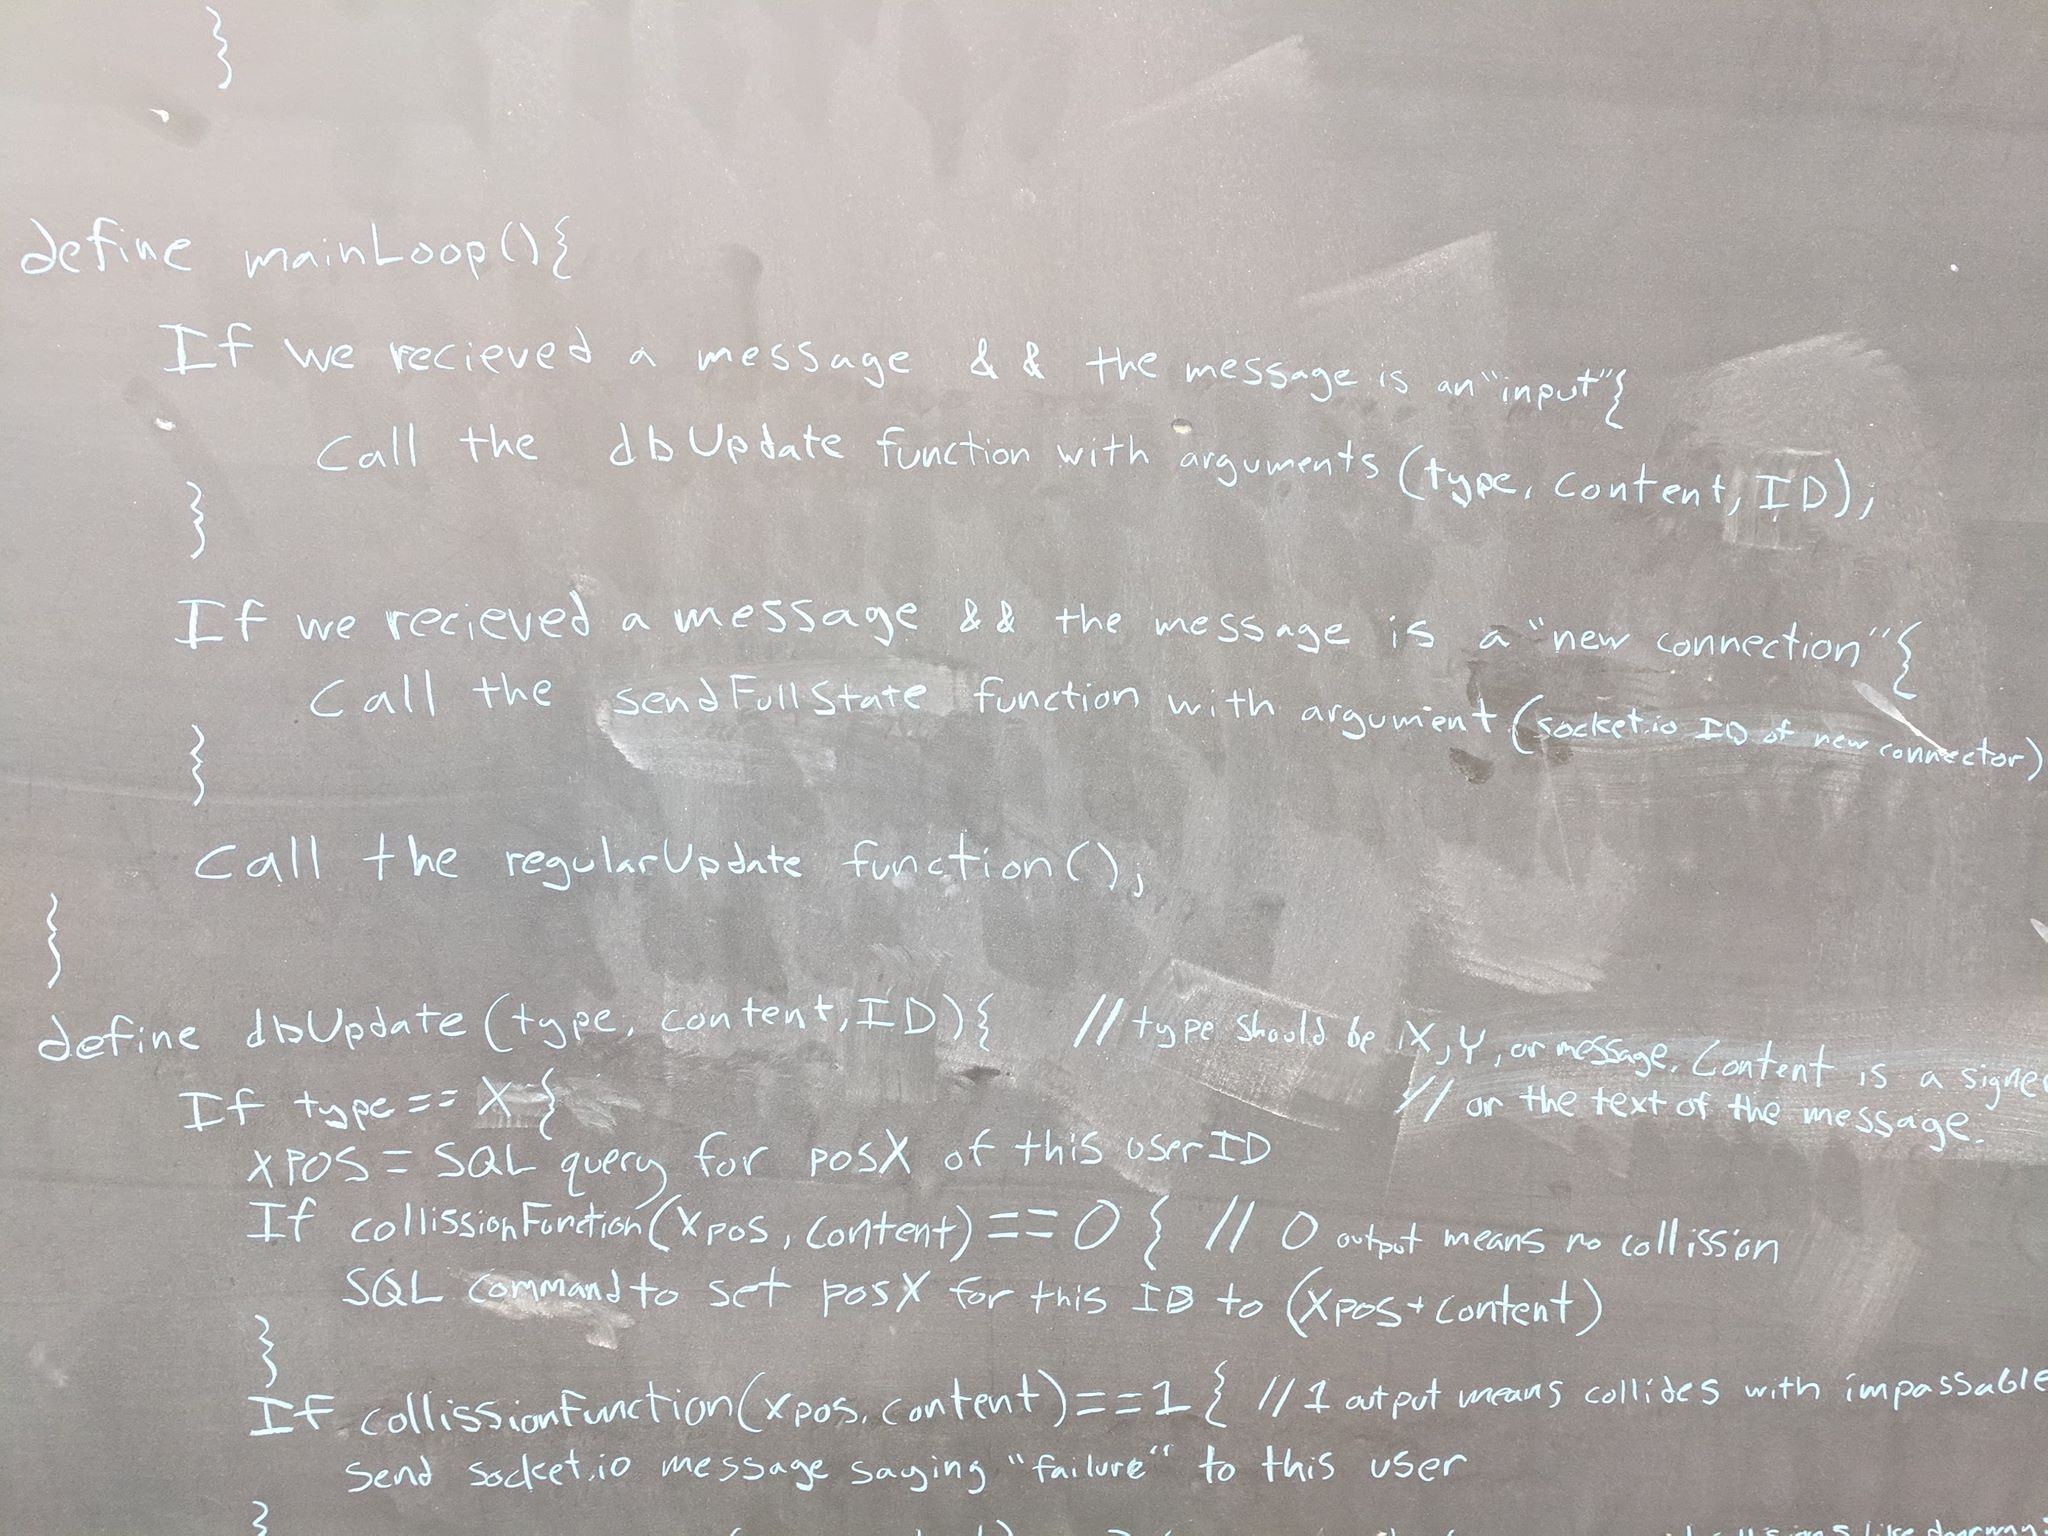 }
define mainLoop(){
If we recieved a message && the message is an "input"{
Call the dbUpdate function with arguments (type, content, ID);
}
If we recieved a message && the message is a "new connection"{
Call the sendFullState function with argument (socket.io ID of new connector)
}
Call the regularUpdate function();
}
define dbUpdate (type, content, ID){ // type should be X, Y, or message. Content is a signe
// or the text of the message.
If type == X {
xpos = SQL query for posX of this userID
If collissionFunction(xpos, content) == 0 { // 0 output means no collission
SQL command to set posX for this ID to (xpos+content)
}
If collissionFunction(xpos, content) == 1 { // 1 output means collides with impassable
Send socket.io message saying "failure" to this user
}